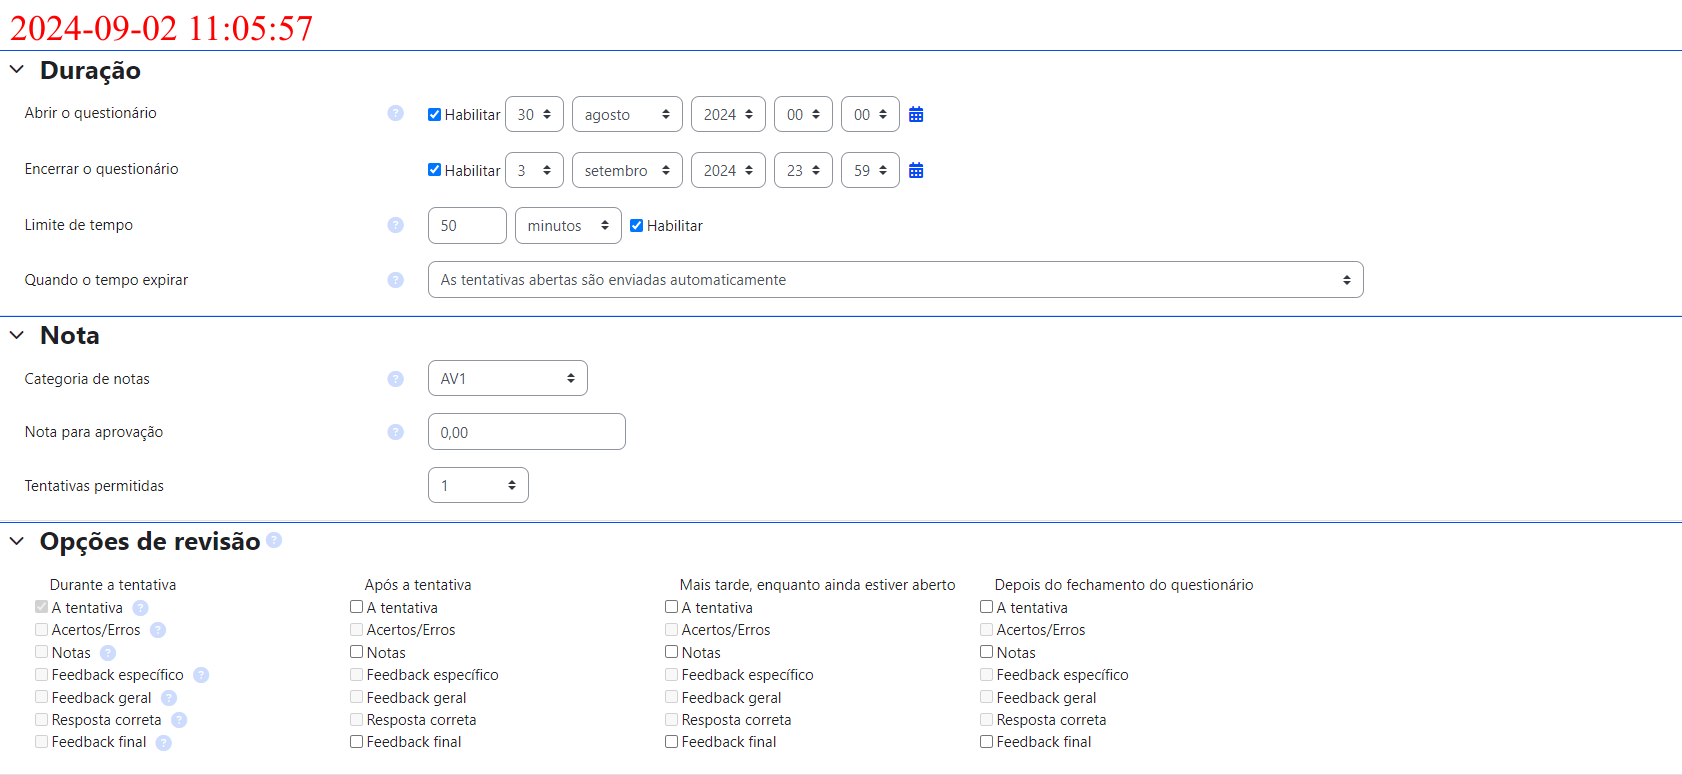 2024-09-02 11:05:57
Duração
Abrir o questionário ? Habilitar 30 agosto 2024 00 00
Encerrar o questionário Habilitar 3 setembro 2024 23 59
Limite de tempo ? 50 minutos Habilitar
Quando o tempo expirar ? As tentativas abertas são enviadas automaticamente
Nota
Categoria de notas ? AV1
Nota para aprovação ? 0,00
Tentativas permitidas 1
Opções de revisão ?
Durante a tentativa Após a tentativa Mais tarde, enquanto ainda estiver aberto Depois do fechamento do questionário
A tentativa ? A tentativa A tentativa A tentativa
Acertos/Erros ? Acertos/Erros Acertos/Erros Acertos/Erros
Notas ? Notas Notas Notas
Feedback específico ? Feedback específico Feedback específico Feedback específico
Feedback geral ? Feedback geral Feedback geral Feedback geral
Resposta correta ? Resposta correta Resposta correta Resposta correta
Feedback final ? Feedback final Feedback final Feedback final